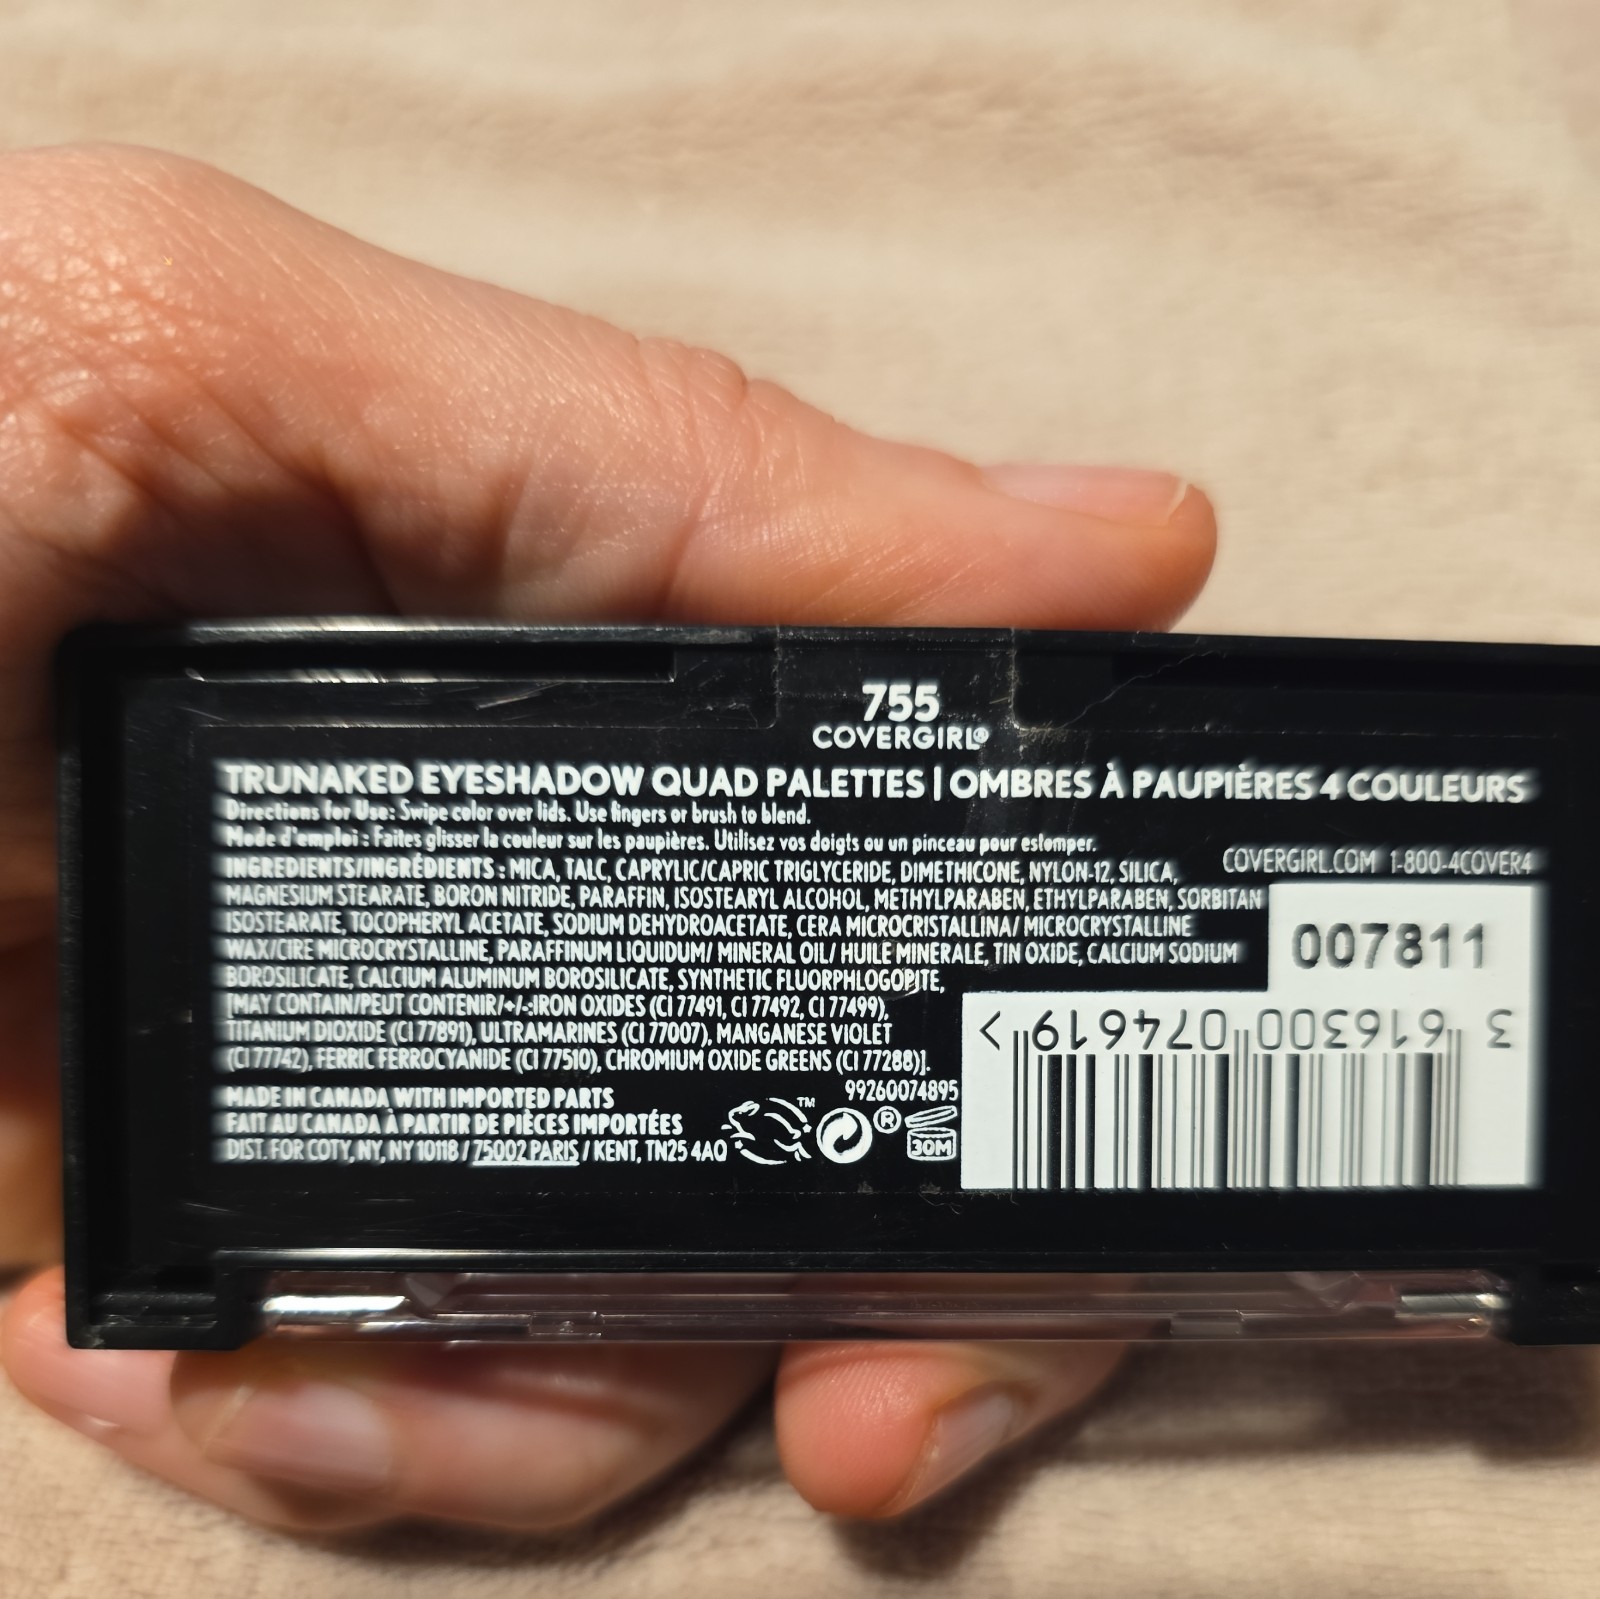 755
COVERGIRL®
TRUNAKED EYESHADOW QUAD PALETTES | OMBRES À PAUPIÈRES 4 COULEURS
Directions for Use: Swipe color over lids. Use fingers or brush to blend.
Mode d'emploi : Faites glisser la couleur sur les paupières. Utilisez vos doigts ou un pinceau pour estomper.
COVERGIRL.COM 1-800-4COVER4
INGREDIENTS/INGRÉDIENTS : MICA, TALC, CAPRYLIC/CAPRIC TRIGLYCERIDE, DIMETHICONE, NYLON-12, SILICA,
MAGNESIUM STEARATE, BORON NITRIDE, PARAFFIN, ISOSTEARYL ALCOHOL, METHYLPARABEN, ETHYLPARABEN, SORBITAN
ISOSTEARATE, TOCOPHERYL ACETATE, SODIUM DEHYDROACETATE, CERA MICROCRISTALLINA/ MICROCRYSTALLINE
WAX/CIRE MICROCRYSTALLINE, PARAFFINUM LIQUIDUM/ MINERAL OIL/ HUILE MINERALE, TIN OXIDE, CALCIUM SODIUM
BOROSILICATE, CALCIUM ALUMINUM BOROSILICATE, SYNTHETIC FLUORPHLOGOPITE,
[MAY CONTAIN/PEUT CONTENIR/+/-:IRON OXIDES (CI 77491, CI 77492, CI 77499),
TITANIUM DIOXIDE (CI 77891), ULTRAMARINES (CI 77007), MANGANESE VIOLET
(CI 77742), FERRIC FERROCYANIDE (CI 77510), CHROMIUM OXIDE GREENS (CI 77288)].
MADE IN CANADA WITH IMPORTED PARTS
FAIT AU CANADA À PARTIR DE PIÈCES IMPORTÉES
DIST. FOR COTY, NY, NY 10118 / 75002 PARIS / KENT, TN25 4AQ
99260074895
TM
®
30M
007811
3 616300 074619 >